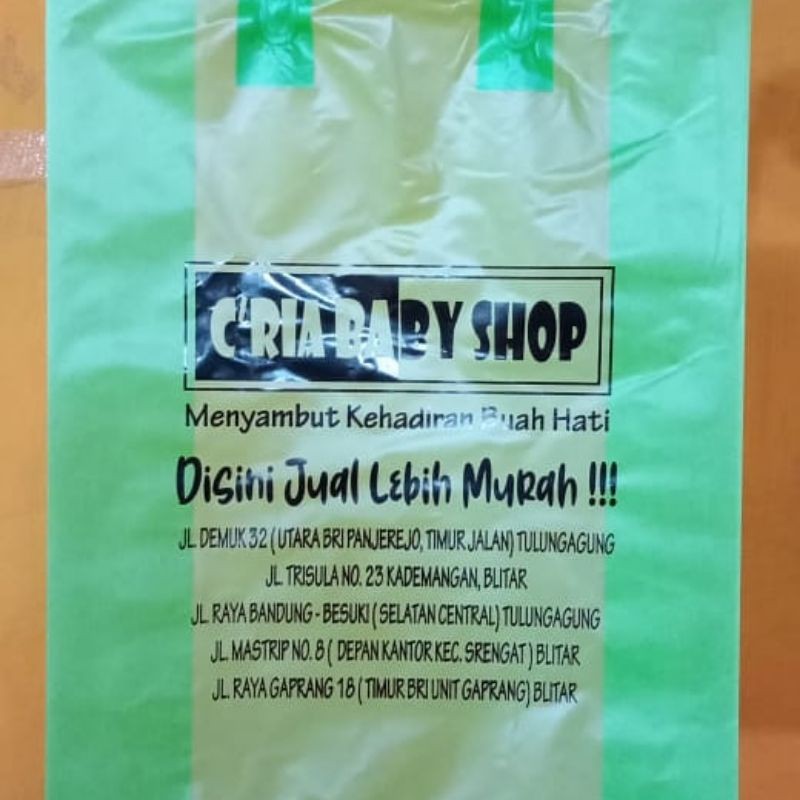 C'RIA BABY SHOP
Menyambut Kehadiran Buah Hati
Disini Jual Lebih Murah !!!
JL. DEMUK 32 ( UTARA BRI PANJEREJO, TIMUR JALAN) TULUNGAGUNG
JL. TRISULA NO. 23 KADEMANGAN, BLITAR
JL. RAYA BANDUNG - BESUKI ( SELATAN CENTRAL) TULUNGAGUNG
JL. MASTRIP NO. 8 ( DEPAN KANTOR KEC. SRENGAT ) BLITAR
JL. RAYA GAPRANG 18 ( TIMUR BRI UNIT GAPRANG) BLITAR